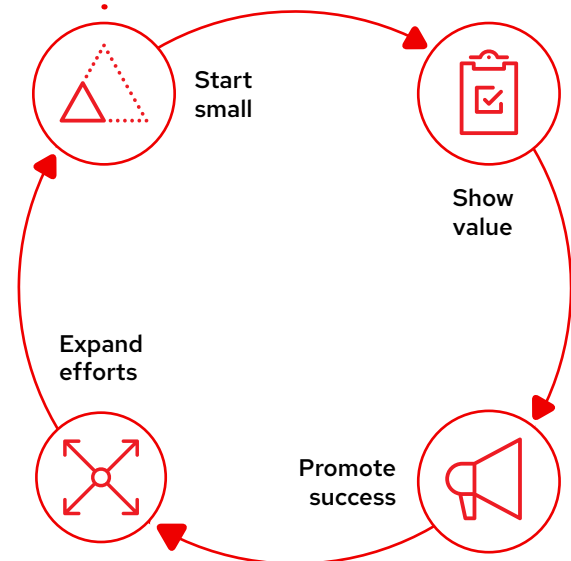 Start
small
Show
value
Expand
efforts
Promote
success